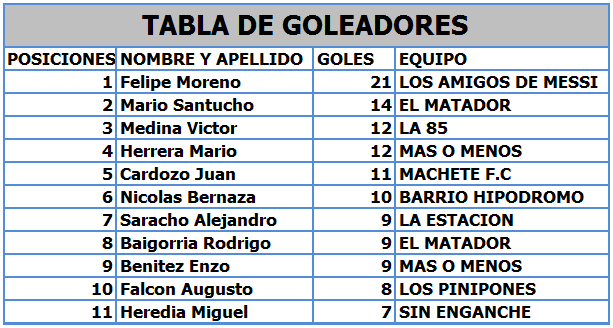 TABLA DE GOLEADORES
POSICIONES NOMBRE Y APELLIDO GOLES EQUIPO
1 Felipe Moreno 21 LOS AMIGOS DE MESSI
2 Mario Santucho 14 EL MATADOR
3 Medina Victor 12 LA 85
4 Herrera Mario 12 MAS O MENOS
5 Cardozo Juan 11 MACHETE F.C
6 Nicolas Bernaza 10 BARRIO HIPODROMO
7 Saracho Alejandro 9 LA ESTACION
8 Baigorria Rodrigo 9 EL MATADOR
9 Benitez Enzo 9 MAS O MENOS
10 Falcon Augusto 8 LOS PINIPONES
11 Heredia Miguel 7 SIN ENGANCHE